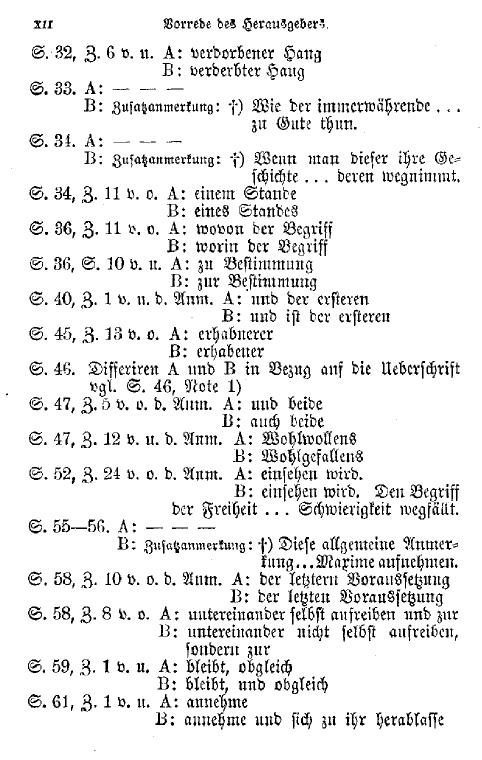 XII Vorrede des Herausgebers.
S. 32, Z. 6 v. u. A: verdorbener Hang
B: verderbter Hang
S. 33. A: — — —
B: Zusatzanmerkung: †) Wie der immerwährende . . .
zu Gute thun.
S. 34. A: — — —
B: Zusatzanmerkung: †) Wenn man dieser ihre Ge-
schichte . . . deren wegnimmt.
S. 34, Z. 11 v. o. A: einem Stande
B: eines Standes
S. 36, Z. 11 v. o. A: wovon der Begriff
B: worin der Begriff
S. 36, S. 10 v. u. A: zu Bestimmung
B: zur Bestimmung
S. 40, Z. 1 v. u. d. Anm. A: und der ersteren
B: und ist der ersteren
S. 45, Z. 13 v. o. A: erhabnerer
B: erhabener
S. 46. Differiren A und B in Bezug auf die Ueberschrift
vgl. S. 46, Note 1)
S. 47, Z. 5 v. o. d. Anm. A: und beide
B: auch beide
S. 47, Z. 12 v. u. d. Anm. A: Wohlwollens
B: Wohlgefallens
S. 52, Z. 24 v. o. d. Anm. A: einsehen wird.
B: einsehen wird. Den Begriff
der Freiheit . . . Schwierigkeit wegfällt.
S. 55—56. A: — — —
B: Zusatzanmerkung: †) Diese allgemeine Anmer-
kung...Maxime aufnehmen.
S. 58, Z. 10 v. o. d. Anm. A: der letztern Voraussetzung
B: der letzten Voraussetzung
S. 58, Z. 8 v. o. A: untereinander selbst aufreiben und zur
B: untereinander nicht selbst aufreiben,
sondern zur
S. 59, Z. 1 v. u. A: bleibt, obgleich
B: bleibt, und obgleich
S. 61, Z. 1 v. u. A: annehme
B: annehme und sich zu ihr herablasse